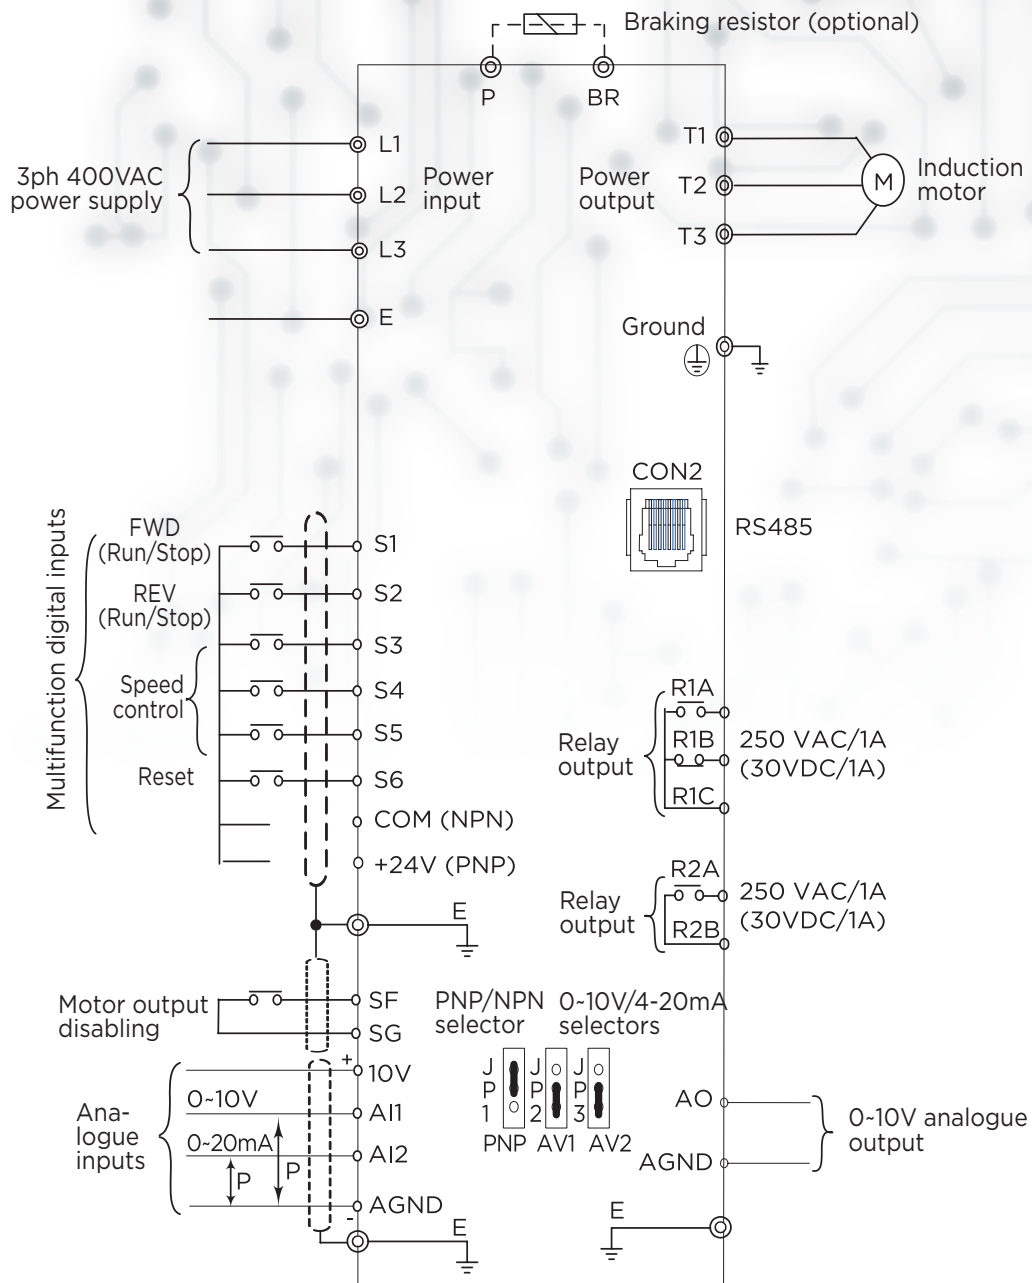 Braking resistor (optional)
P
BR
3ph 400VAC
power supply
L1
L2
L3
Power
input
E
Power
output
T1
T2
T3
M
Induction
motor
Ground
CON2
RS485
Multifunction digital inputs
FWD
(Run/Stop)
REV
(Run/Stop)
Speed
control
Reset
S1
S2
S3
S4
S5
S6
COM (NPN)
+24V (PNP)
E
Relay
output
R1A
R1B
R1C
250 VAC/1A
(30VDC/1A)
Relay
output
R2A
R2B
250 VAC/1A
(30VDC/1A)
Motor output
disabling
SF
SG
PNP/NPN
selector
0~10V/4-20mA
selectors
J
P
1
PNP
J
P
2
AV1
J
P
3
AV2
Ana-
logue
inputs
+
10V
0~10V
AI1
0~20mA
AI2
P
P
AGND
-
E
AO
AGND
0~10V analogue
output
E